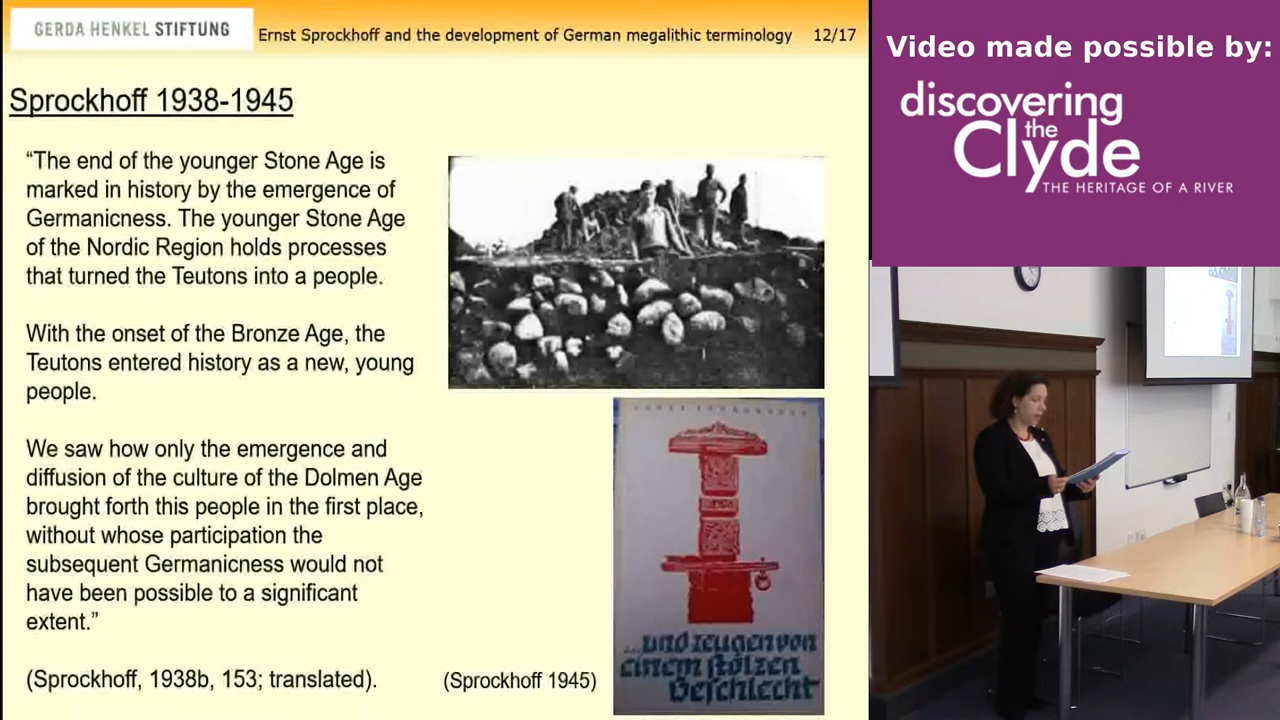 GERDA HENKEL STIFTUNG
Ernst Sprockhoff and the development of German megalithic terminology 12/17
Sprockhoff 1938-1945
“The end of the younger Stone Age is
marked in history by the emergence of
Germanicness. The younger Stone Age
of the Nordic Region holds processes
that turned the Teutons into a people.
With the onset of the Bronze Age, the
Teutons entered history as a new, young
people.
We saw how only the emergence and
diffusion of the culture of the Dolmen Age
brought forth this people in the first place,
without whose participation the
subsequent Germanicness would not
have been possible to a significant
extent.”
(Sprockhoff, 1938b, 153; translated).
(Sprockhoff 1945)
...und zeugen von
einem stolzen
Geschlecht
Video made possible by:
discovering
the
Clyde
THE HERITAGE OF A RIVER